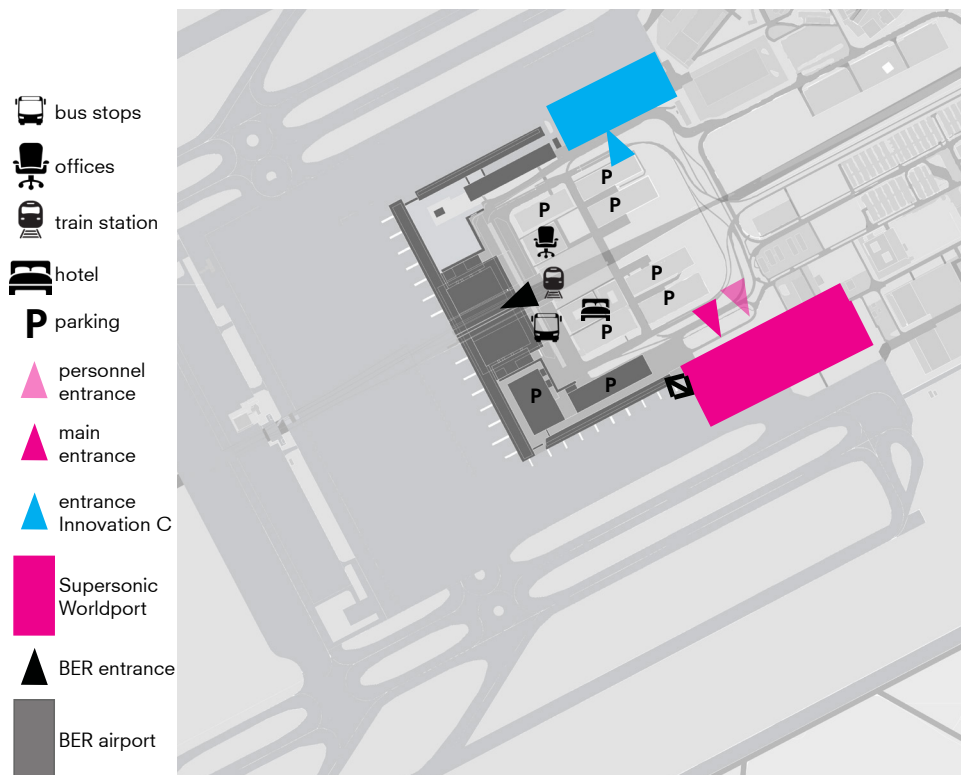 bus stops
offices
train station
hotel
P parking
personnel
entrance
main
entrance
entrance
Innovation C
Supersonic
Worldport
BER entrance
BER airport
P
P
P
P
P
P
P
P